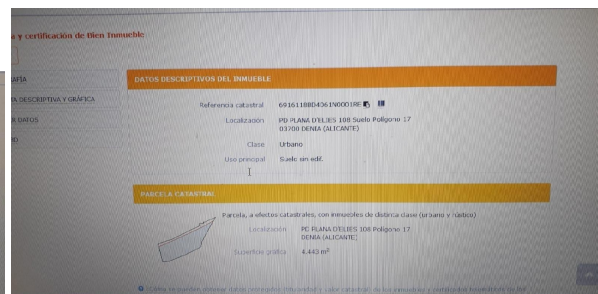 a y certificación de Bien Inmueble
DATOS DESCRIPTIVOS DEL INMUEBLE
Referencia catastral
Localización PD PLANA D'ELIES 108 Suelo Polígono 17
03700 DENIA (ALICANTE)
Clase Urbano
Uso principal Suelo sin edif.
A DESCRIPTIVA Y GRÁFICA
R DATOS
PARCELA CATASTRAL
Parcela, a efectos catastrales, con inmuebles de distinta clase (urbano y rústico)
Localización PD PLANA D'ELIES 108 Polígono 17
DENIA (ALICANTE)
Superficie gráfica 4.443 m²